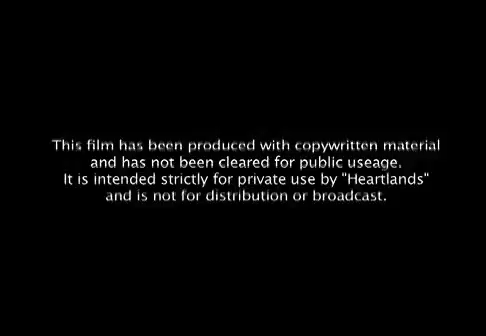 This film has been produced with copywritten material
and has not been cleared for public useage.
It is intended strictly for private use by "Heartlands"
and is not for distribution or broadcast.